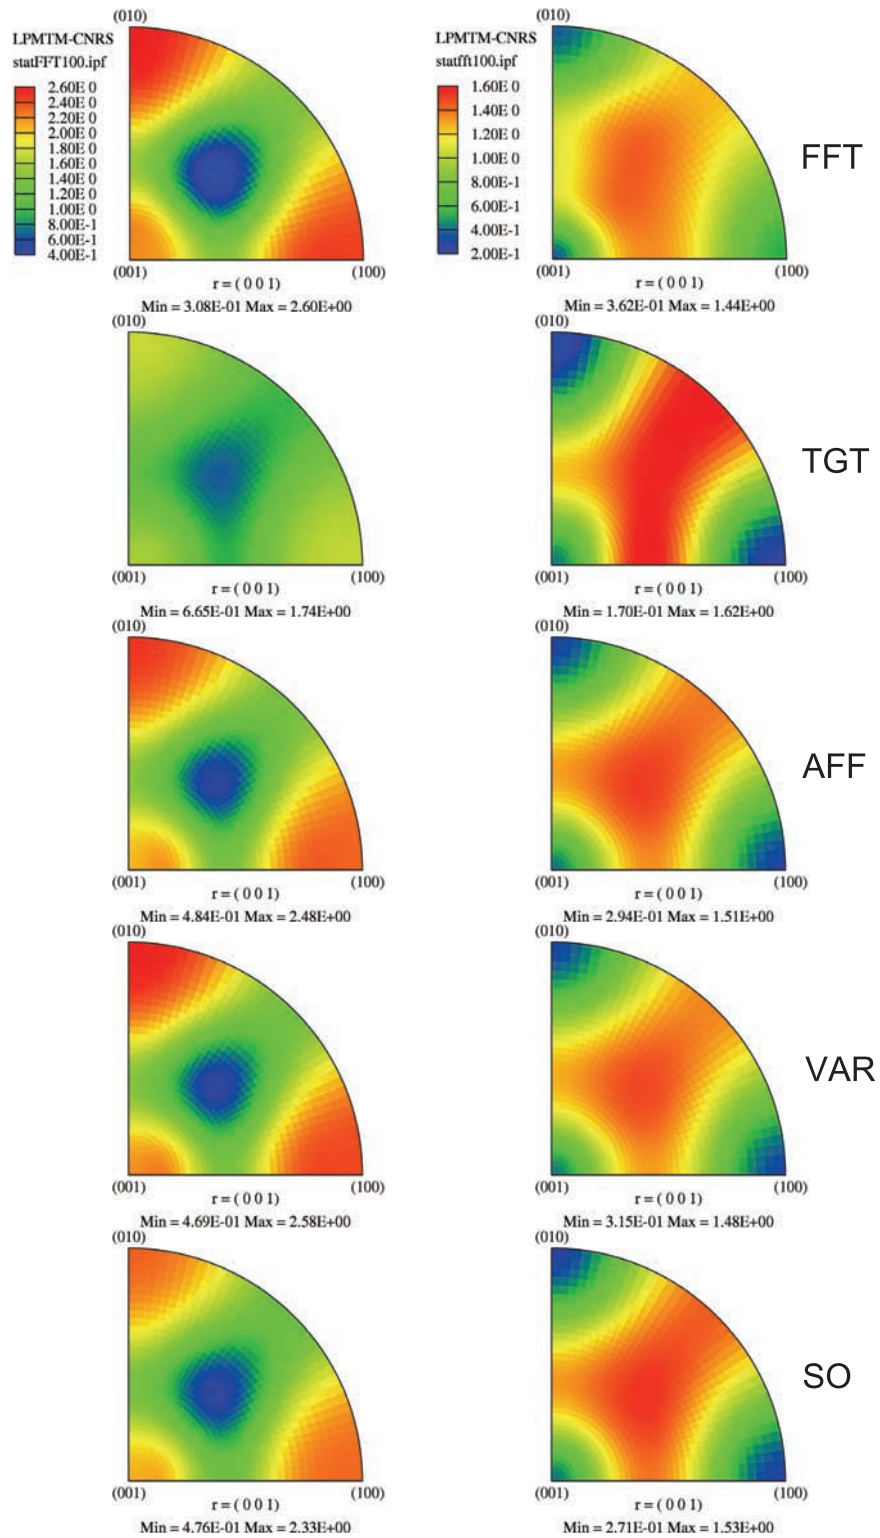 (010)
LPMTM-CNRS
statFFT100.ipf
2.60E 0
2.40E 0
2.20E 0
2.00E 0
1.80E 0
1.60E 0
1.40E 0
1.20E 0
1.00E 0
8.00E-1
6.00E-1
4.00E-1
(001) (100)
r = ( 0 0 1)
Min = 3.08E-01 Max = 2.60E+00
(010)
LPMTM-CNRS
statfft100.ipf
1.60E 0
1.40E 0
1.20E 0
1.00E 0
8.00E-1
6.00E-1
4.00E-1
2.00E-1
(001) (100)
r = ( 0 0 1)
Min = 3.62E-01 Max = 1.44E+00
FFT
(010)
(001) (100)
r = ( 0 0 1)
Min = 6.65E-01 Max = 1.74E+00
(010)
(001) (100)
r = ( 0 0 1)
Min = 1.70E-01 Max = 1.62E+00
TGT
(010)
(001) (100)
r = ( 0 0 1)
Min = 4.84E-01 Max = 2.48E+00
(010)
(001) (100)
r = ( 0 0 1)
Min = 2.94E-01 Max = 1.51E+00
AFF
(010)
(001) (100)
r = ( 0 0 1)
Min = 4.69E-01 Max = 2.58E+00
(010)
(001) (100)
r = ( 0 0 1)
Min = 3.15E-01 Max = 1.48E+00
VAR
(010)
(001) (100)
r = ( 0 0 1)
Min = 4.76E-01 Max = 2.33E+00
(010)
(001) (100)
r = ( 0 0 1)
Min = 2.71E-01 Max = 1.53E+00
SO